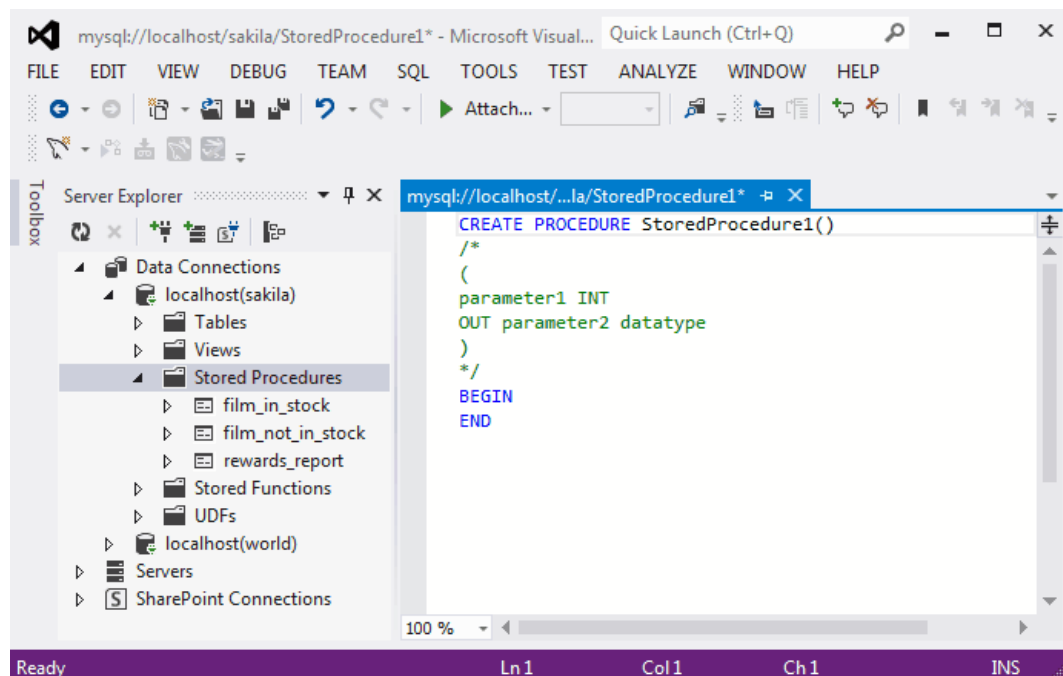 mysql://localhost/sakila/StoredProcedure1* - Microsoft Visual... Quick Launch (Ctrl+Q)
FILE EDIT VIEW DEBUG TEAM SQL TOOLS TEST ANALYZE WINDOW HELP
Attach...
Toolbox
Server Explorer
Data Connections
localhost(sakila)
Tables
Views
Stored Procedures
film_in_stock
film_not_in_stock
rewards_report
Stored Functions
UDFs
localhost(world)
Servers
SharePoint Connections
mysql://localhost/...la/StoredProcedure1*
CREATE PROCEDURE StoredProcedure1()
/*
(
parameter1 INT
OUT parameter2 datatype
)
*/
BEGIN
END
100 %
Ready Ln 1 Col 1 Ch 1 INS